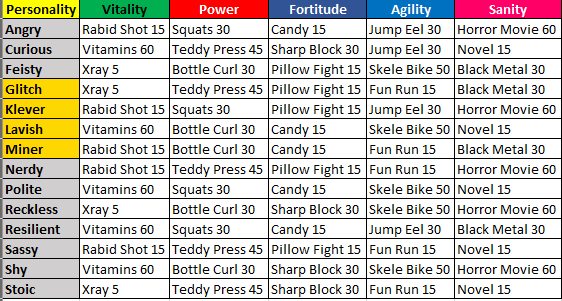 Personality Vitality Power Fortitude Agility Sanity
Angry Rabid Shot 15 Squats 30 Candy 15 Jump Eel 30 Horror Movie 60
Curious Vitamins 60 Teddy Press 45 Sharp Block 30 Jump Eel 30 Novel 15
Feisty Xray 5 Bottle Curl 30 Pillow Fight 15 Skele Bike 50 Black Metal 30
Glitch Xray 5 Teddy Press 45 Pillow Fight 15 Fun Run 15 Black Metal 30
Klever Rabid Shot 15 Squats 30 Candy 15 Jump Eel 30 Horror Movie 60
Lavish Vitamins 60 Bottle Curl 30 Candy 15 Skele Bike 50 Novel 15
Miner Rabid Shot 15 Bottle Curl 30 Candy 15 Fun Run 15 Black Metal 30
Nerdy Rabid Shot 15 Teddy Press 45 Pillow Fight 15 Fun Run 15 Horror Movie 60
Polite Vitamins 60 Squats 30 Candy 15 Skele Bike 50 Novel 15
Reckless Xray 5 Bottle Curl 30 Sharp Block 30 Skele Bike 50 Horror Movie 60
Resilient Vitamins 60 Squats 30 Candy 15 Jump Eel 30 Black Metal 30
Sassy Rabid Shot 15 Teddy Press 45 Pillow Fight 15 Fun Run 15 Novel 15
Shy Vitamins 60 Bottle Curl 30 Sharp Block 30 Skele Bike 50 Horror Movie 60
Stoic Xray 5 Teddy Press 45 Sharp Block 30 Fun Run 15 Black Metal 30